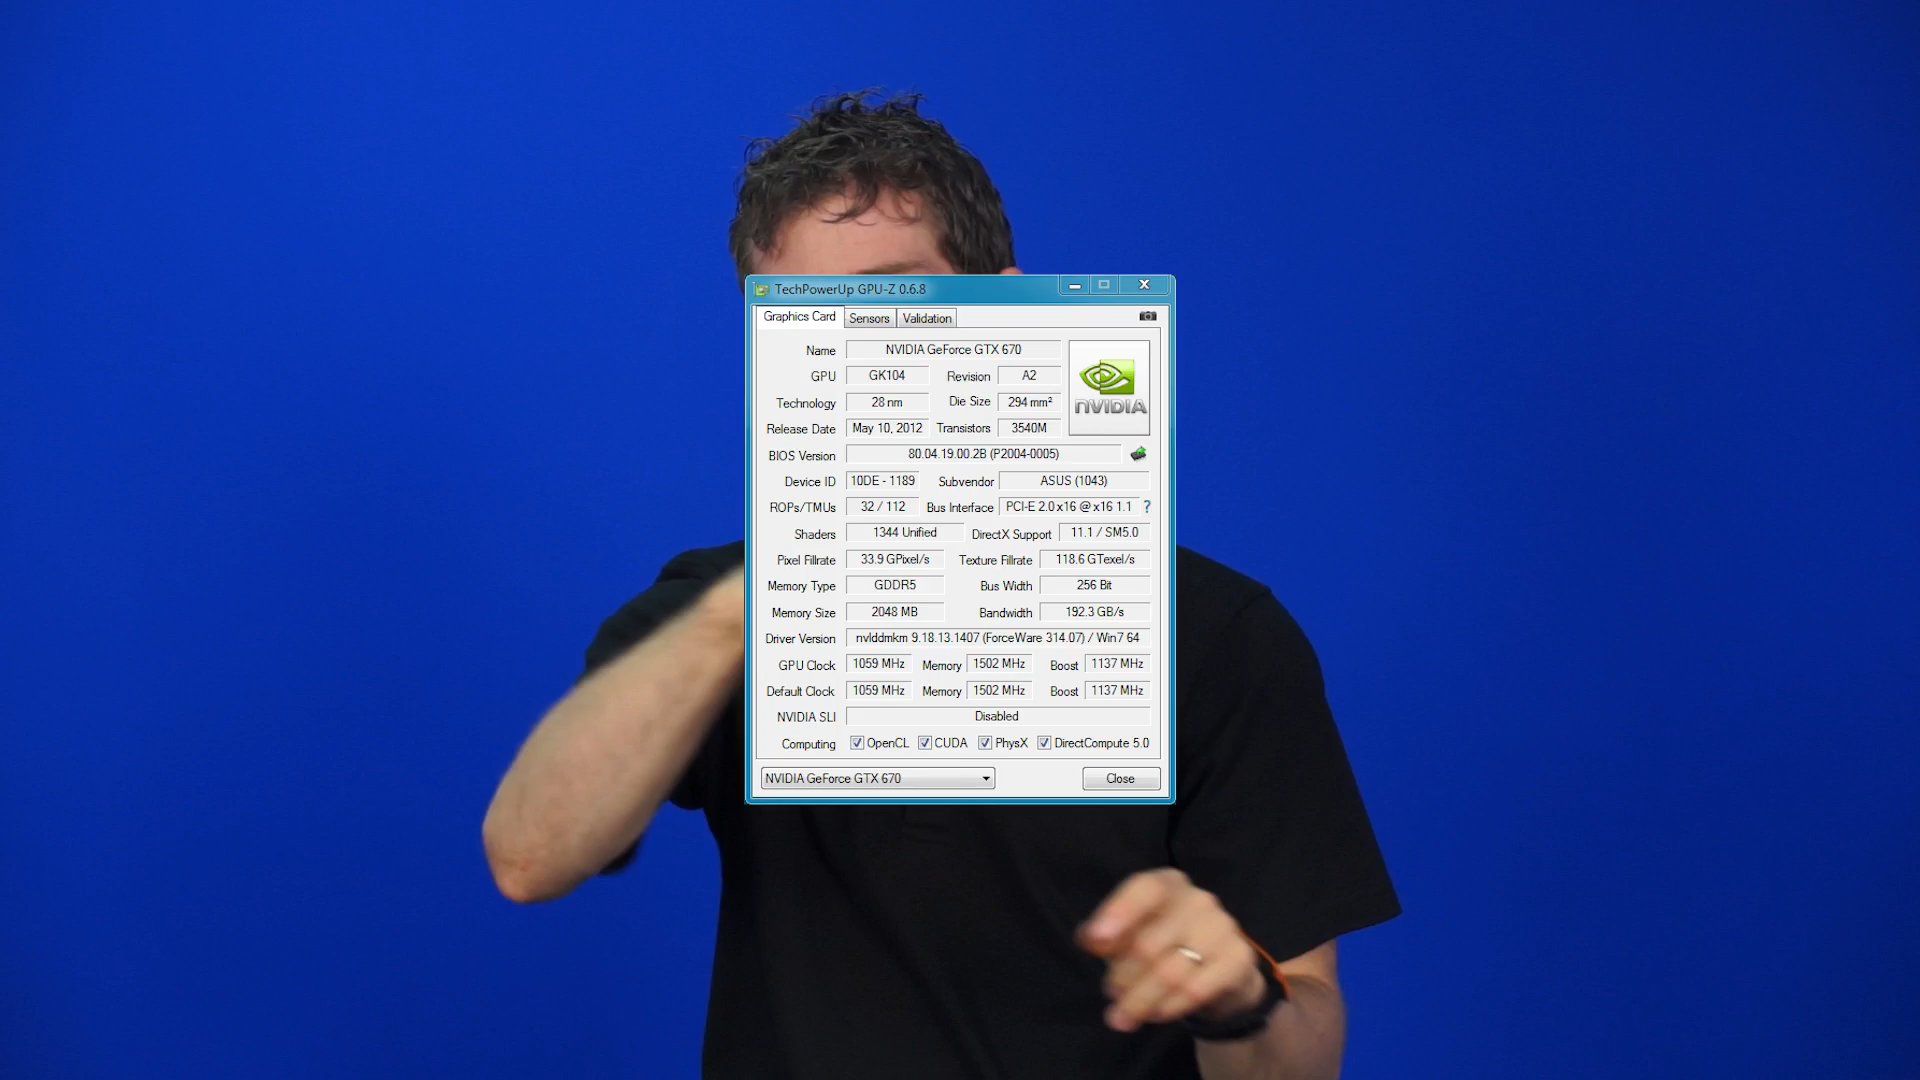 TechPowerUp GPU-Z 0.6.8
Graphics Card Sensors Validation
Name NVIDIA GeForce GTX 670
GPU GK104 Revision A2
Technology 28 nm Die Size 294 mm²
NVIDIA
Release Date May 10, 2012 Transistors 3540M
BIOS Version 80.04.19.00.2B (P2004-0005)
Device ID 10DE - 1189 Subvendor ASUS (1043)
ROPs/TMUs 32 / 112 Bus Interface PCI-E 2.0 x16 @ x16 1.1 ?
Shaders 1344 Unified DirectX Support 11.1 / SM5.0
Pixel Fillrate 33.9 GPixel/s Texture Fillrate 118.6 GTexel/s
Memory Type GDDR5 Bus Width 256 Bit
Memory Size 2048 MB Bandwidth 192.3 GB/s
Driver Version nvlddmkm 9.18.13.1407 (ForceWare 314.07) / Win7 64
GPU Clock 1059 MHz Memory 1502 MHz Boost 1137 MHz
Default Clock 1059 MHz Memory 1502 MHz Boost 1137 MHz
NVIDIA SLI Disabled
Computing OpenCL CUDA PhysX DirectCompute 5.0
NVIDIA GeForce GTX 670 Close